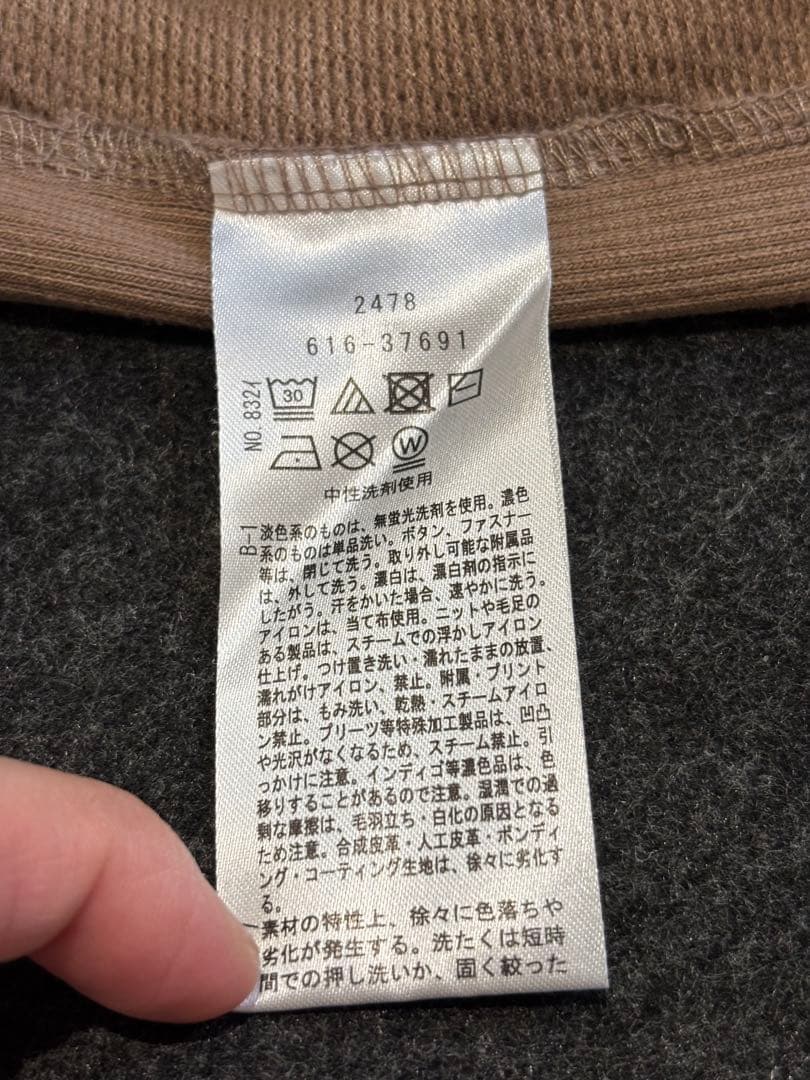 2478
616-37691
NO.8321
30
W
中性洗剤使用
B-1
淡色系のものは、無蛍光洗剤を使用。濃色
系のものは単品洗い。ボタン、ファスナー
等は、閉じて洗う。取り外し可能な附属品
は、外して洗う。漂白は、漂白剤の指示に
したがう。汗をかいた場合、速やかに洗う。
アイロンは、当て布使用。ニットや毛足の
ある製品は、スチームでの浮かしアイロン
仕上げ。つけ置き洗い・濡れたままの放置、
濡れがけアイロン、禁止。附属・プリント
部分は、もみ洗い、乾熱・スチームアイロ
ン禁止。プリーツ等特殊加工製品は、凹凸
や光沢がなくなるため、スチーム禁止。引
っかけに注意。インディゴ等濃色品は、色
移りすることがあるので注意。湿潤での過
剰な摩擦は、毛羽立ち・白化の原因となる
ため注意。合成皮革・人工皮革・ボンディ
ング・コーティング生地は、徐々に劣化す
る。
素材の特性上、徐々に色落ちや
劣化が発生する。洗たくは短時
間での押し洗いか、固く絞った